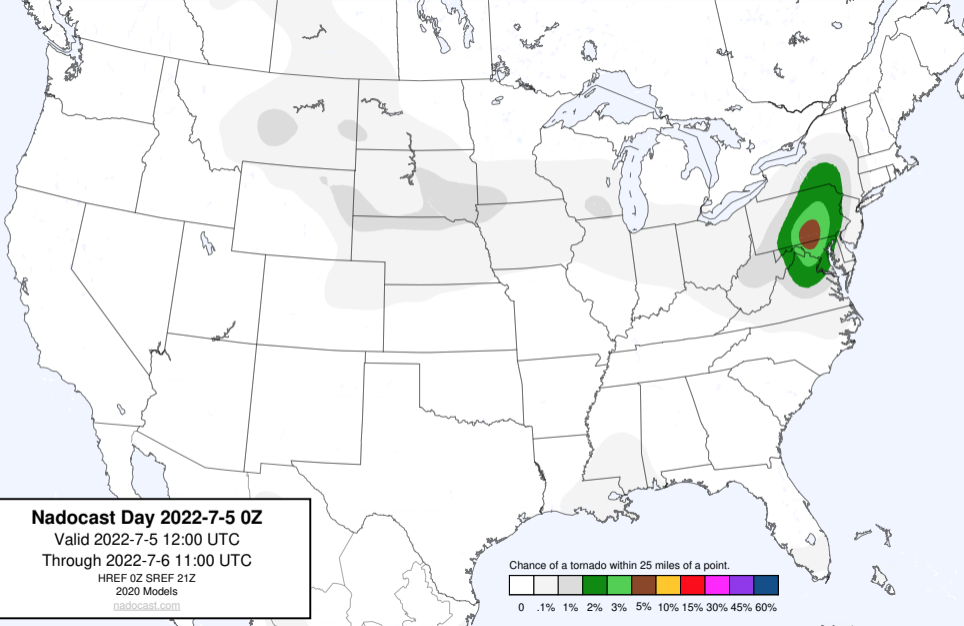 Nadocast Day 2022-7-5 0Z
Valid 2022-7-5 12:00 UTC
Through 2022-7-6 11:00 UTC
HREF 0Z SREF 21Z
2020 Models
nadocast.com
Chance of a tornado within 25 miles of a point.
0 .1% 1% 2% 3% 5% 10% 15% 30% 45% 60%